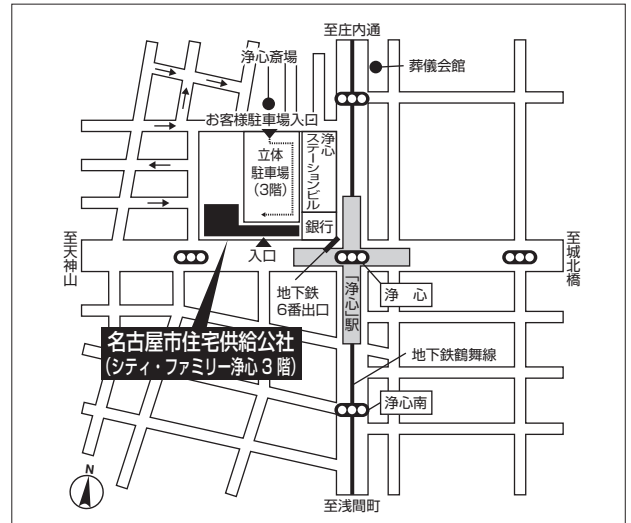 至庄内通
浄心斎場
葬儀会館
お客様駐車場入口
立体
駐車場
(3階)
浄心
ステーションビル
銀行
至天神山
入口
至城北橋
地下鉄
6番出口
「浄心」駅
浄 心
名古屋市住宅供給公社
(シティ・ファミリー浄心 3 階)
地下鉄鶴舞線
浄心南
N
至浅間町